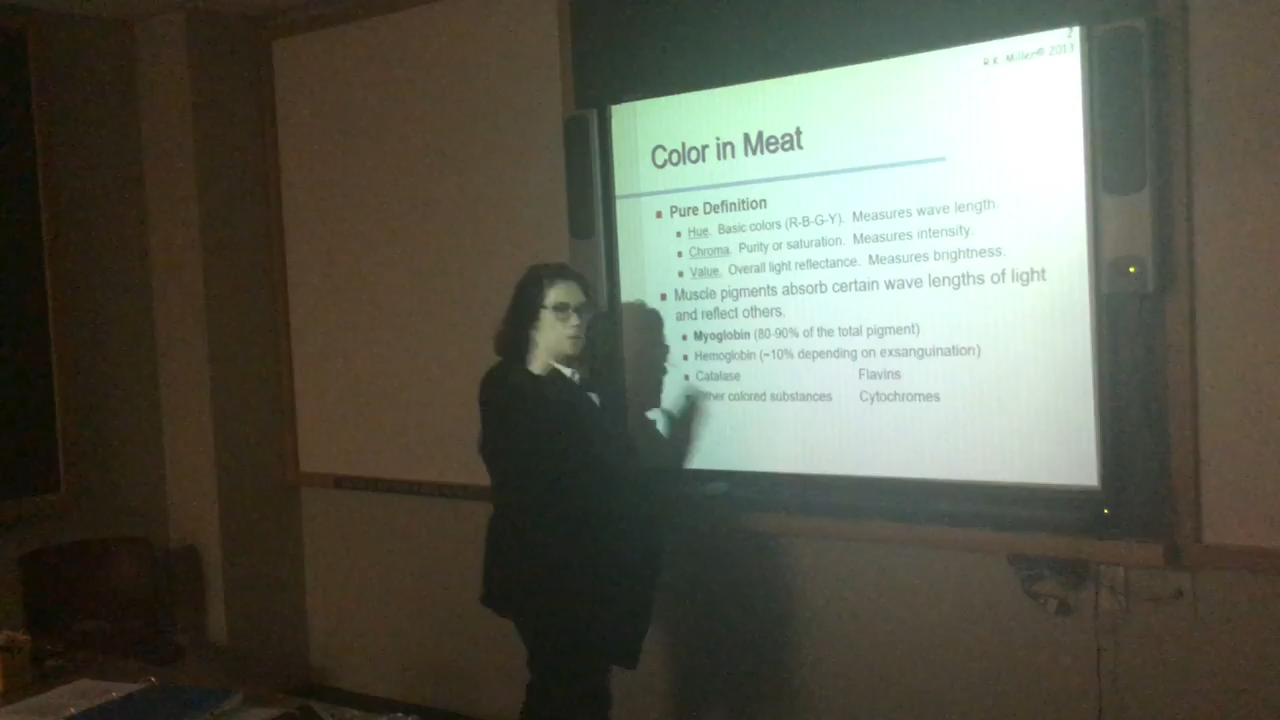 2
R.K. Miller© 2013
Color in Meat
Pure Definition
Hue. Basic colors (R-B-G-Y). Measures wave length.
Chroma. Purity or saturation. Measures intensity.
Value. Overall light reflectance. Measures brightness.
Muscle pigments absorb certain wave lengths of light
and reflect others.
Myoglobin (80-90% of the total pigment)
Hemoglobin (~10% depending on exsanguination)
Catalase Flavins
Other colored substances Cytochromes